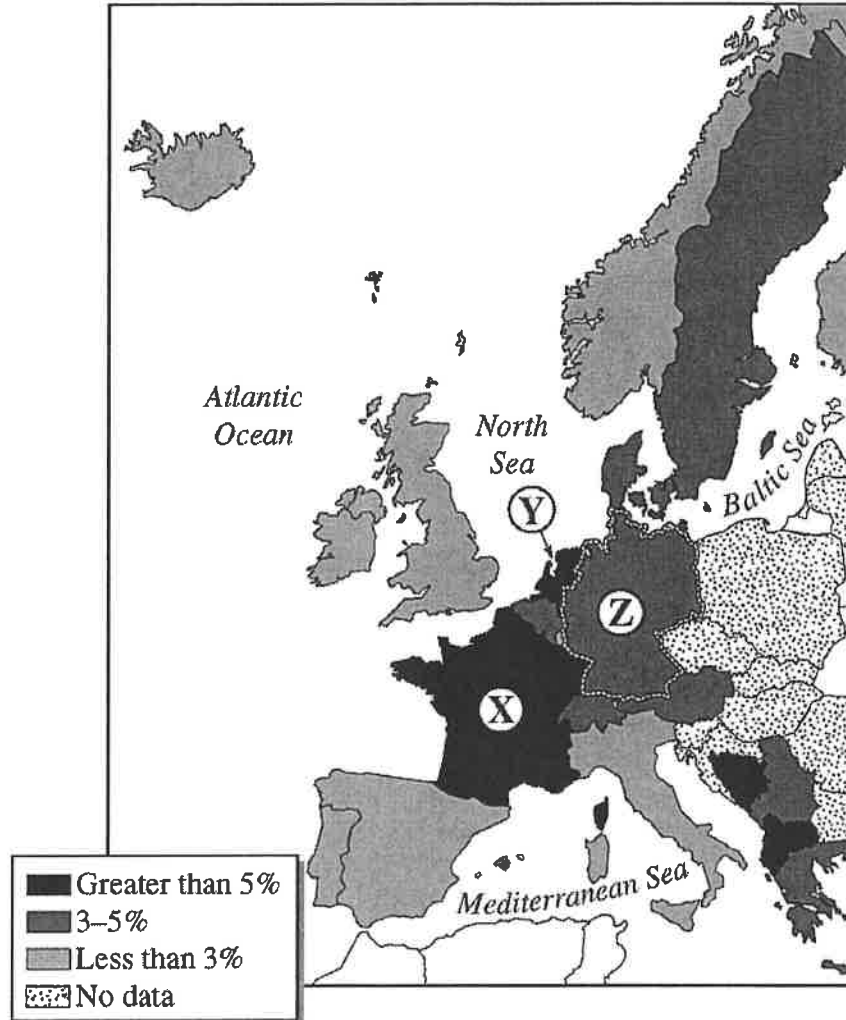 Atlantic
Ocean
North
Sea
Baltic Sea
Y
Z
X
Mediterranean Sea
Greater than 5%
3–5%
Less than 3%
No data